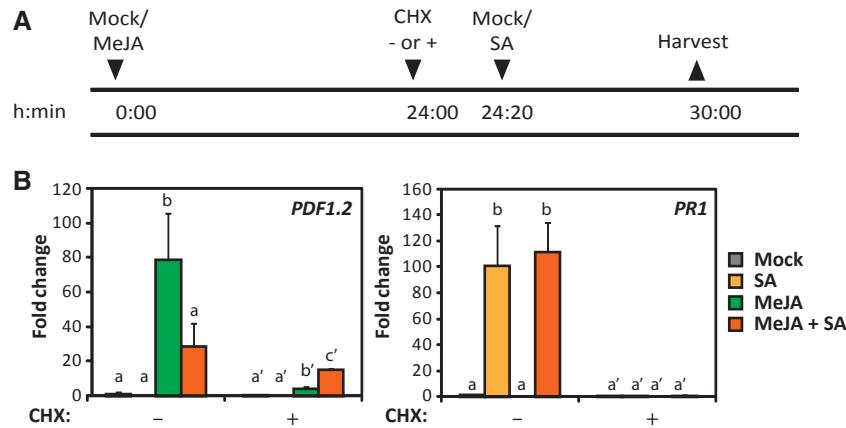 A
Mock/
MeJA
CHX
- or +
Mock/
SA
Harvest
h:min
0:00
24:00
24:20
30:00
B
Fold change
120
100
80
60
40
20
0
PDF1.2
a
a
b
a
a'
a'
b'
c'
CHX:
–
+
Fold change
160
140
120
100
80
60
40
20
0
PR1
a
b
a
b
a'
a'
a'
a'
CHX:
–
+
Mock
SA
MeJA
MeJA + SA